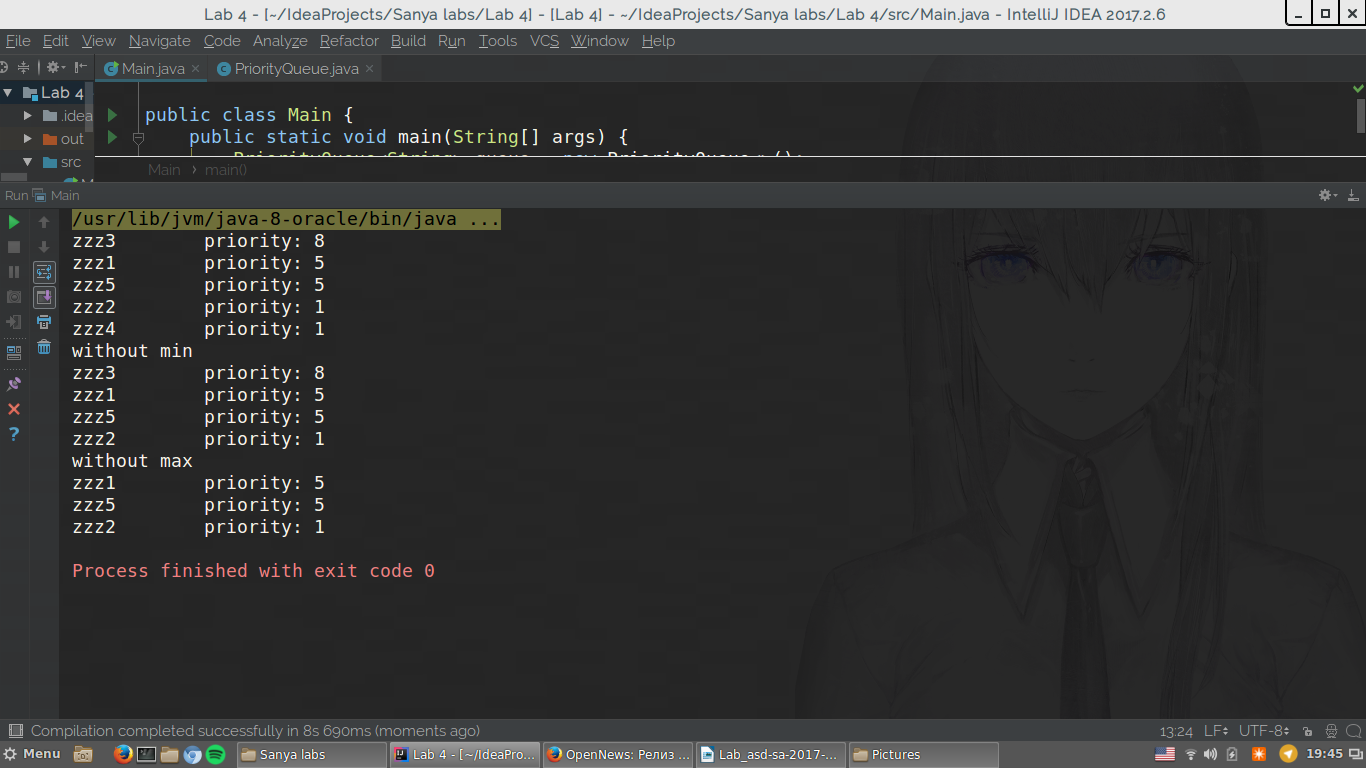 Lab 4 - [~/IdeaProjects/Sanya labs/Lab 4] - [Lab 4] - ~/IdeaProjects/Sanya labs/Lab 4/src/Main.java - IntelliJ IDEA 2017.2.6
File Edit View Navigate Code Analyze Refactor Build Run Tools VCS Window Help
Main.java PriorityQueue.java
Lab 4
.idea
out
src
public class Main {
public static void main(String[] args) {
PriorityQueue<String> queue = new PriorityQueue<>();
Main › main()
Run Main
/usr/lib/jvm/java-8-oracle/bin/java ...
zzz3 priority: 8
zzz1 priority: 5
zzz5 priority: 5
zzz2 priority: 1
zzz4 priority: 1
without min
zzz3 priority: 8
zzz1 priority: 5
zzz5 priority: 5
zzz2 priority: 1
without max
zzz1 priority: 5
zzz5 priority: 5
zzz2 priority: 1
Process finished with exit code 0
Compilation completed successfully in 8s 690ms (moments ago) 13:24 LF UTF-8
Menu Sanya labs Lab 4 - [~/IdeaPro... OpenNews: Релиз ... Lab_asd-sa-2017-... Pictures 19:45